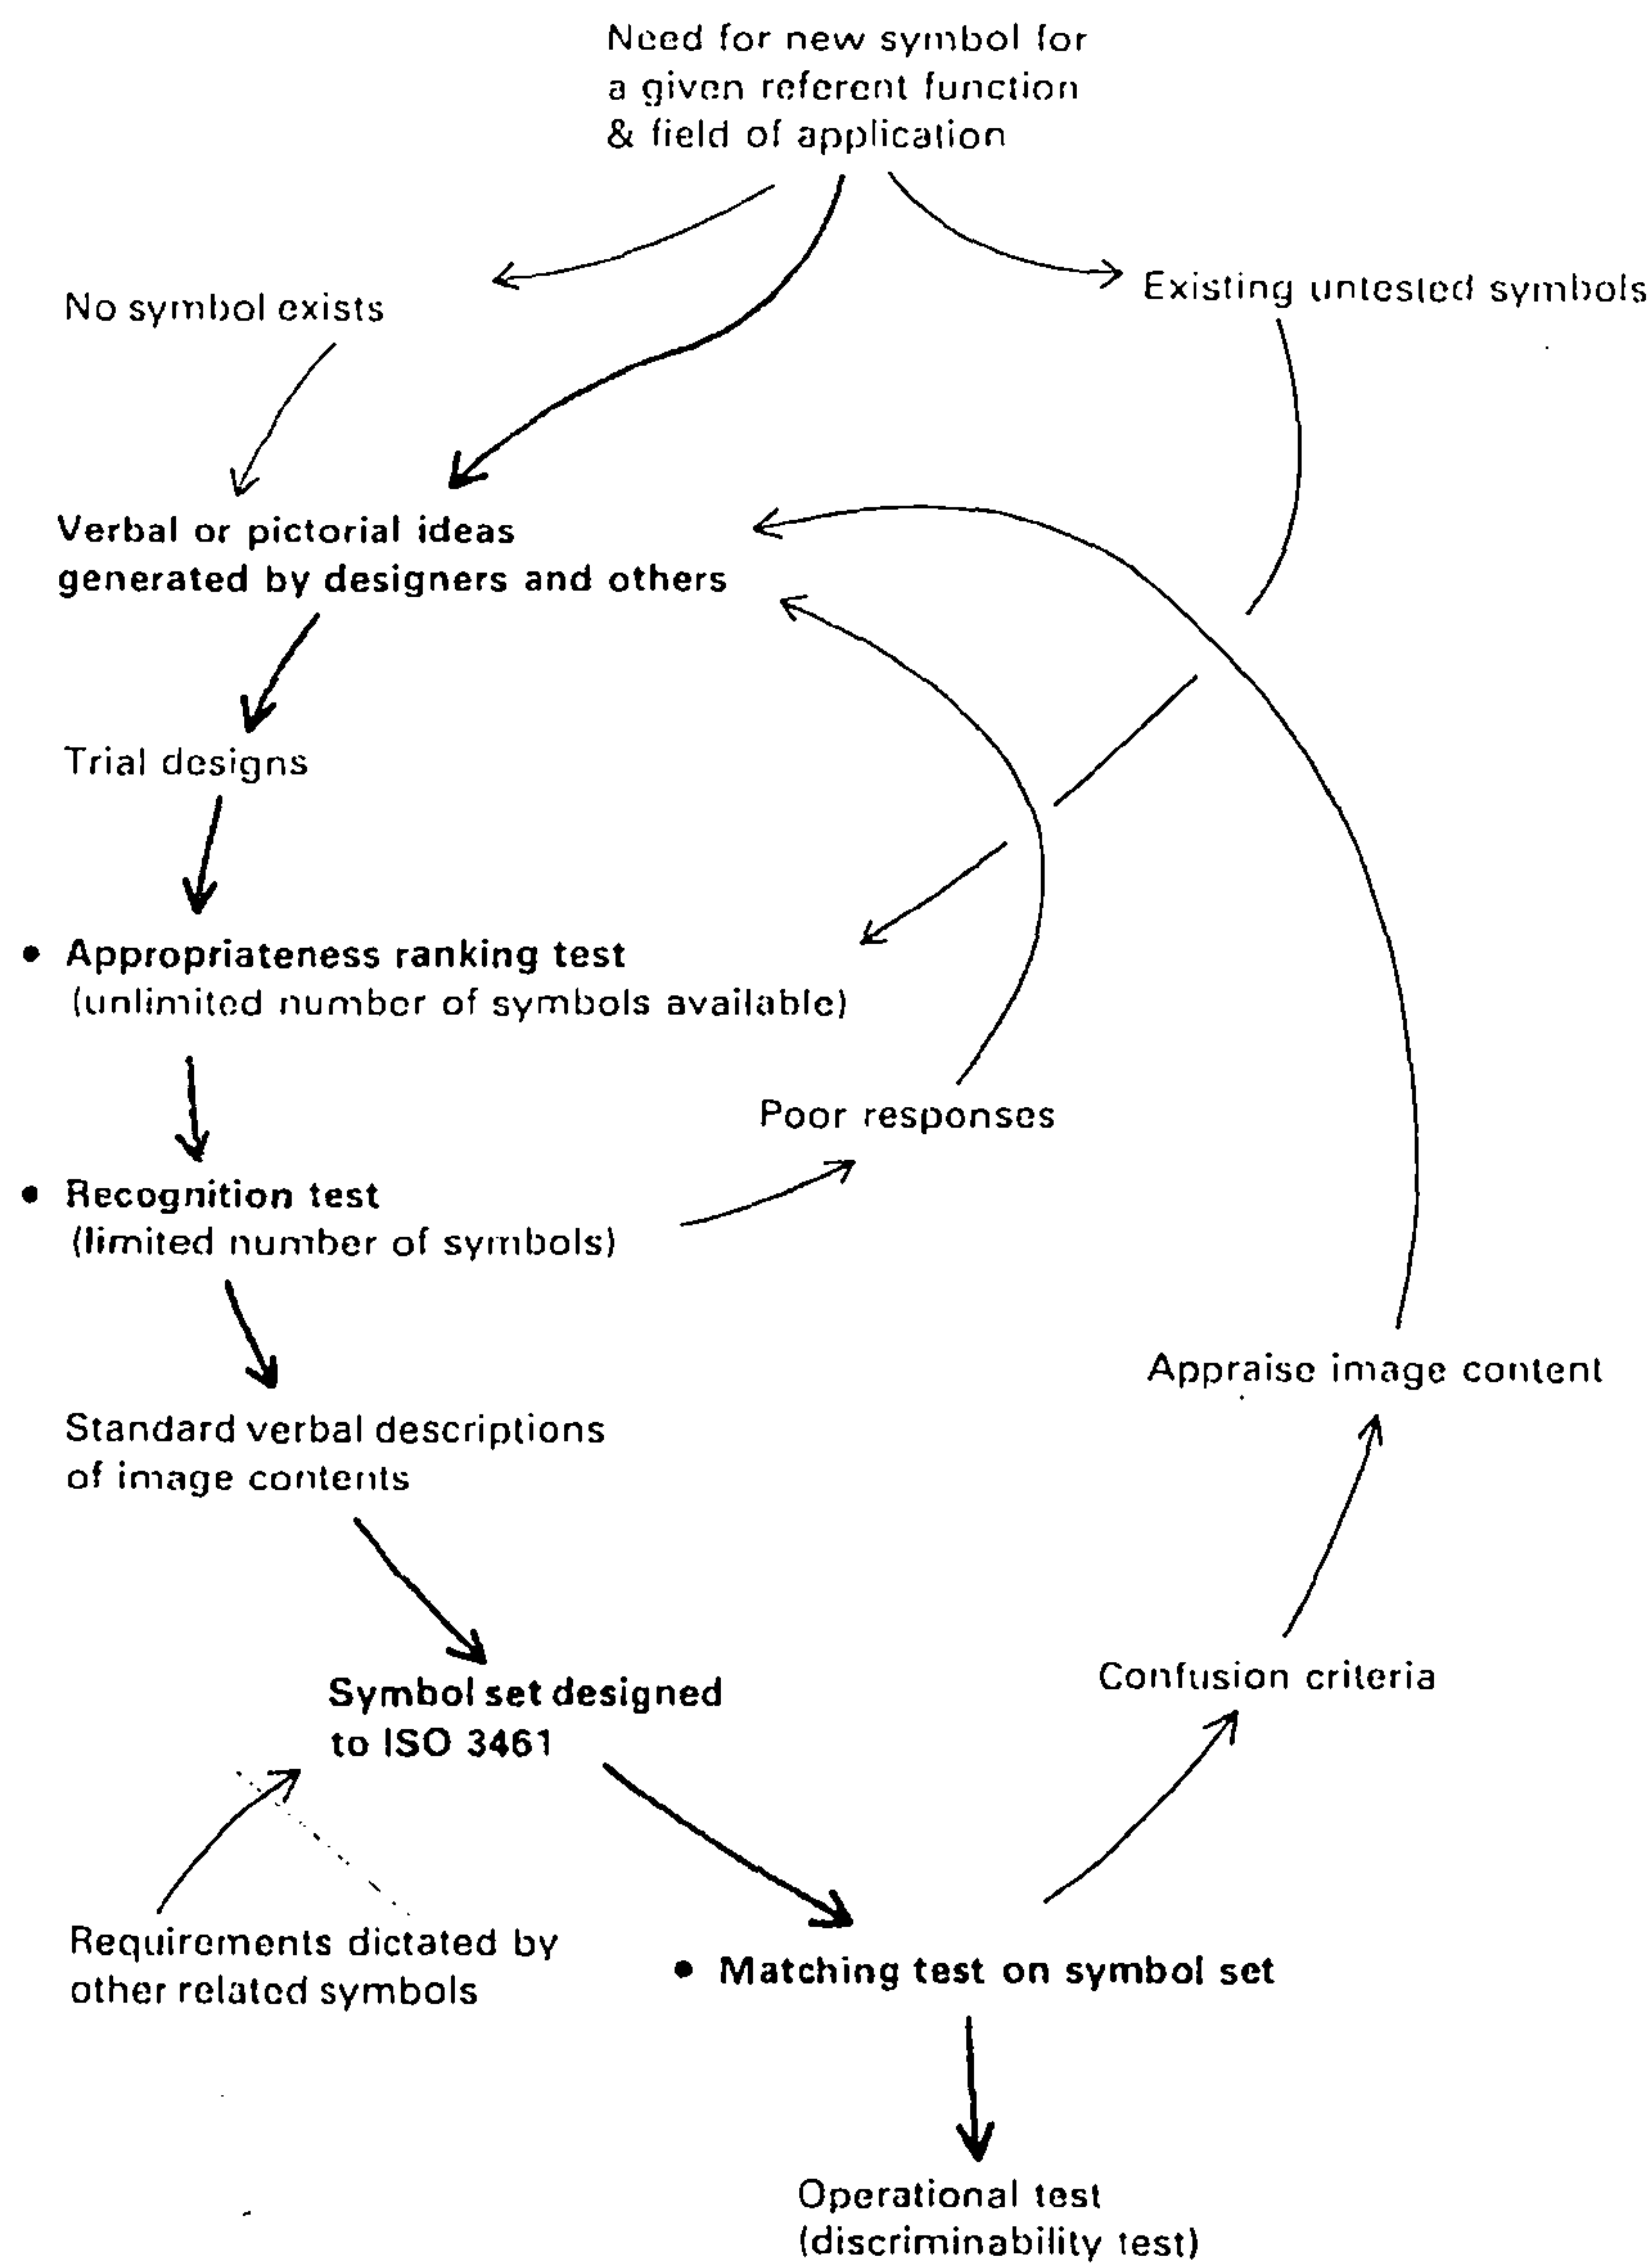 Need for new symbol for
a given referent function
& field of application
No symbol exists
Existing untested symbols
Verbal or pictorial ideas
generated by designers and others
Trial designs
• Appropriateness ranking test
(unlimited number of symbols available)
Poor responses
• Recognition test
(limited number of symbols)
Appraise image content
Standard verbal descriptions
of image contents
Confusion criteria
Symbol set designed
to ISO 3461
Requirements dictated by
other related symbols
• Matching test on symbol set
Operational test
(discriminability test)